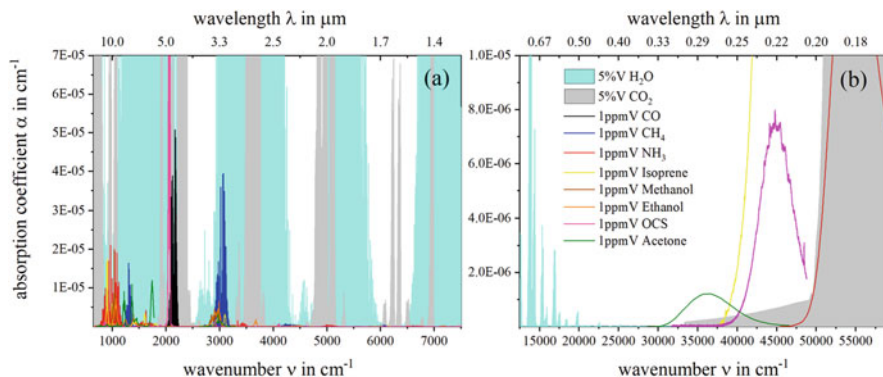 wavelength λ in μm
wavelength λ in μm
10.0 5.0 3.3 2.5 2.0 1.7 1.4
0.67 0.50 0.40 0.33 0.29 0.25 0.22 0.20 0.18
absorption coefficient α in cm⁻¹
7E-05
6E-05
5E-05
4E-05
3E-05
2E-05
1E-05
(a)
1.0E-05
8.0E-06
6.0E-06
4.0E-06
2.0E-06
(b)
5%V H₂O
5%V CO₂
1ppmV CO
1ppmV CH₄
1ppmV NH₃
1ppmV Isoprene
1ppmV Methanol
1ppmV Ethanol
1ppmV OCS
1ppmV Acetone
1000 2000 3000 4000 5000 6000 7000
15000 20000 25000 30000 35000 40000 45000 50000 55000
wavenumber ν in cm⁻¹
wavenumber ν in cm⁻¹